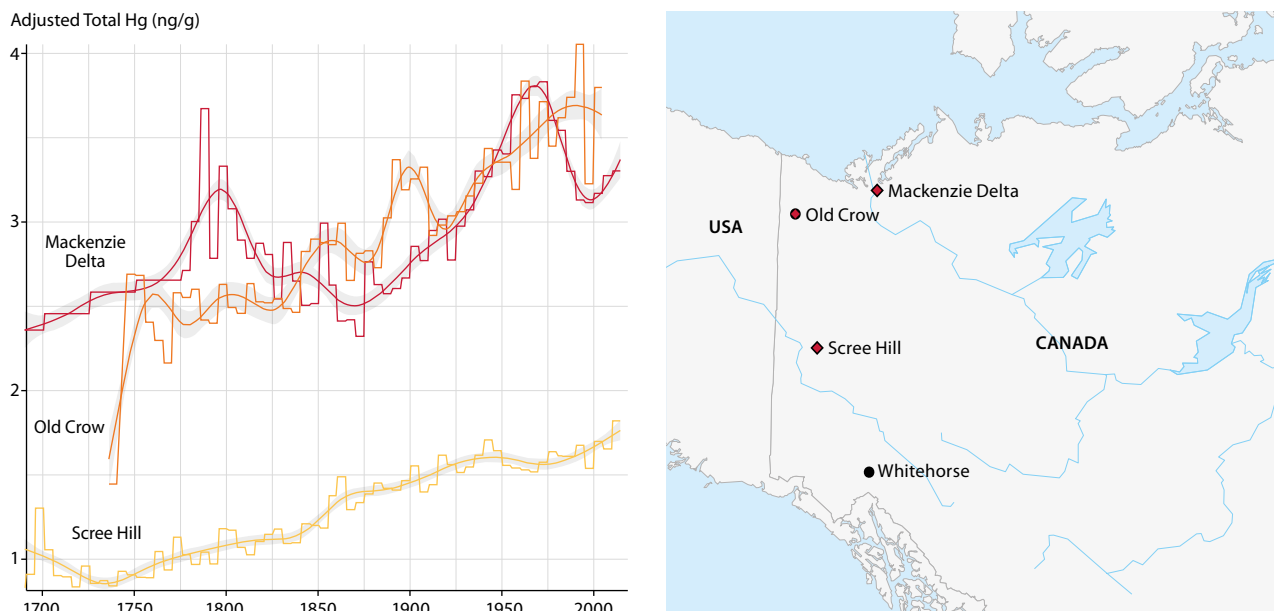 Adjusted Total Hg (ng/g)
4
3
2
1
Mackenzie
Delta
Old Crow
Scree Hill
1700 1750 1800 1850 1900 1950 2000
Mackenzie Delta
Old Crow
USA
Scree Hill
CANADA
Whitehorse